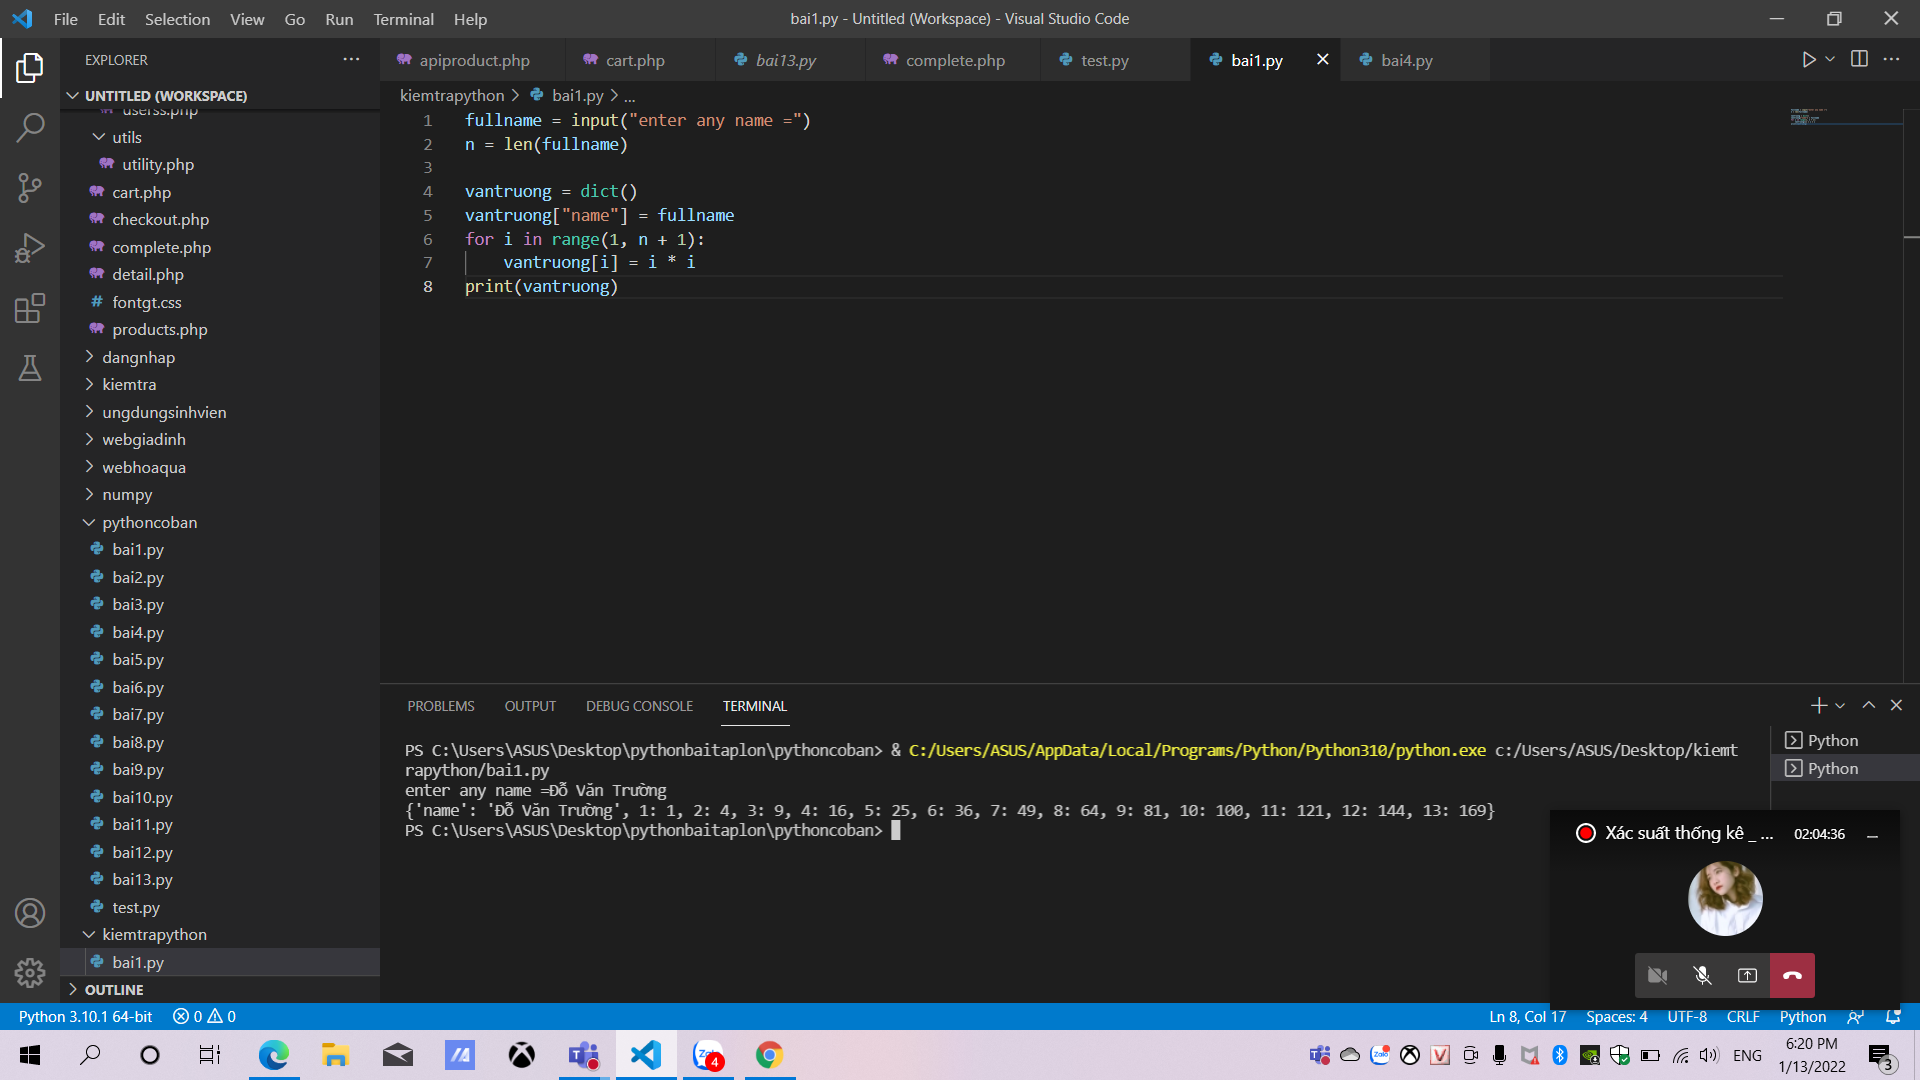 File Edit Selection View Go Run Terminal Help
bai1.py - Untitled (Workspace) - Visual Studio Code
EXPLORER
apiproduct.php
cart.php
bai13.py
complete.php
test.py
bai1.py
bai4.py
UNTITLED (WORKSPACE)
userss.php
utils
utility.php
cart.php
checkout.php
complete.php
detail.php
# fontgt.css
products.php
dangnhap
kiemtra
ungdungsinhvien
webgiadinh
webhoaqua
numpy
pythoncoban
bai1.py
bai2.py
bai3.py
bai4.py
bai5.py
bai6.py
bai7.py
bai8.py
bai9.py
bai10.py
bai11.py
bai12.py
bai13.py
test.py
kiemtrapython
bai1.py
OUTLINE
kiemtrapython > bai1.py > ...
1 fullname = input("enter any name =")
2 n = len(fullname)
3
4 vantruong = dict()
5 vantruong["name"] = fullname
6 for i in range(1, n + 1):
7     vantruong[i] = i * i
8 print(vantruong)
PROBLEMS OUTPUT DEBUG CONSOLE TERMINAL
PS C:\Users\ASUS\Desktop\pythonbaitaplon\pythoncoban> & C:/Users/ASUS/AppData/Local/Programs/Python/Python310/python.exe c:/Users/ASUS/Desktop/kiemt
rapython/bai1.py
enter any name =Đỗ Văn Trường
{'name': 'Đỗ Văn Trường', 1: 1, 2: 4, 3: 9, 4: 16, 5: 25, 6: 36, 7: 49, 8: 64, 9: 81, 10: 100, 11: 121, 12: 144, 13: 169}
PS C:\Users\ASUS\Desktop\pythonbaitaplon\pythoncoban>
Python
Python
Xác suất thống kê _ ... 02:04:36
Python 3.10.1 64-bit 0 0
Ln 8, Col 17 Spaces: 4 UTF-8 CRLF Python
Zalo 4
Zalo
ENG
6:20 PM
1/13/2022
3